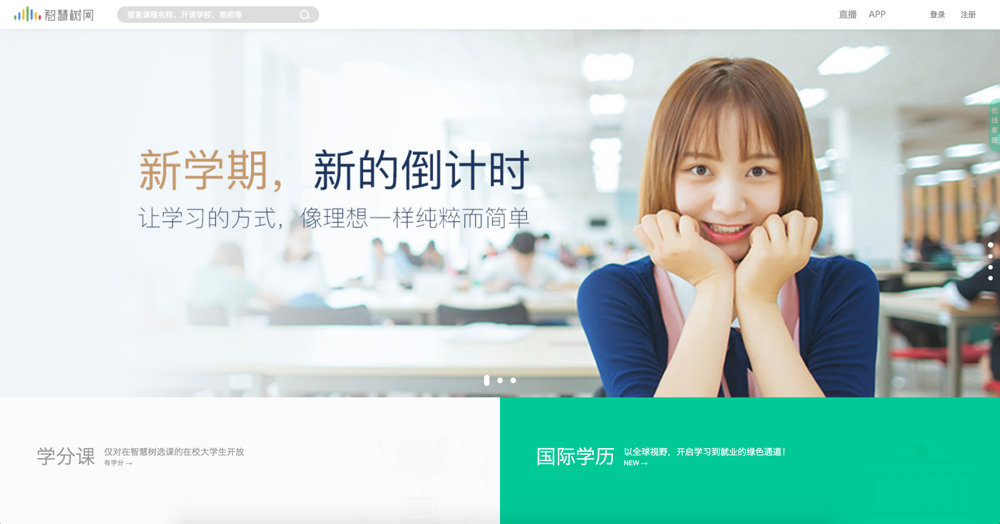 智慧树网
搜索课程名称、开课学校、老师等
直播
APP
登录
注册
新学期，新的倒计时
让学习的方式，像理想一样纯粹而简单
在线客服
学分课
仅对在智慧树选课的在校大学生开放
有学分→
国际学历
以全球视野，开启学习到就业的绿色通道！
NEW→